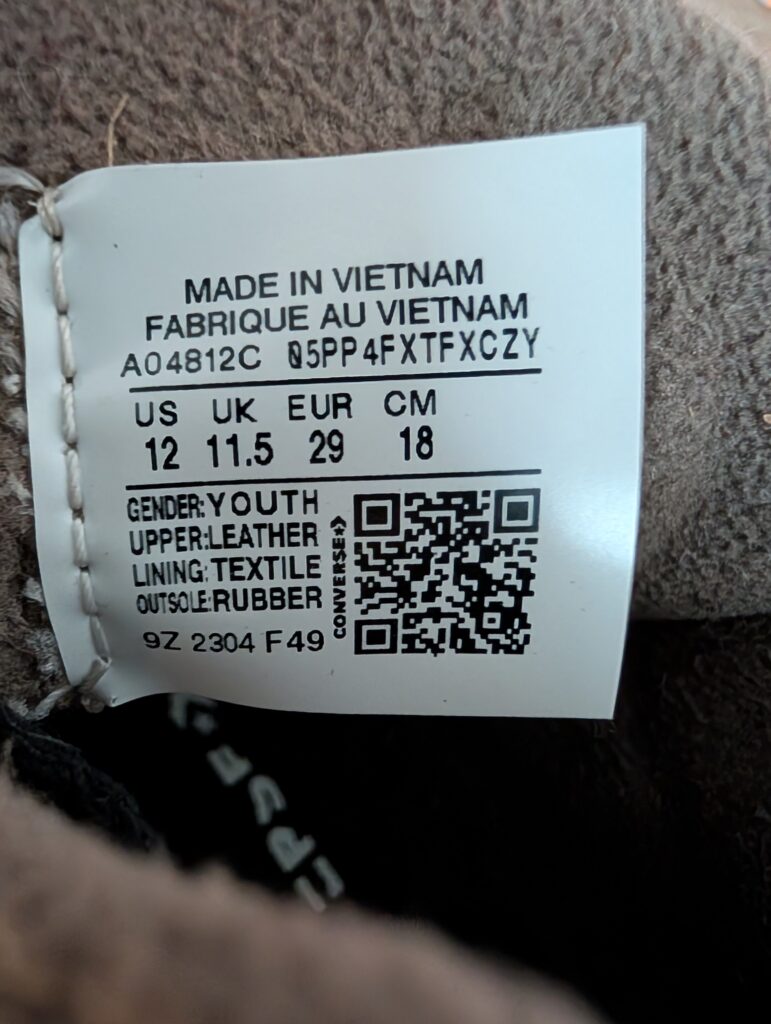 MADE IN VIETNAM
FABRIQUE AU VIETNAM
A04812C 05PP4FXTFXCZY
US UK EUR CM
12 11.5 29 18
GENDER:YOUTH
UPPER:LEATHER
LINING:TEXTILE
OUTSOLE:RUBBER
9Z 2304 F49
CONVERSE